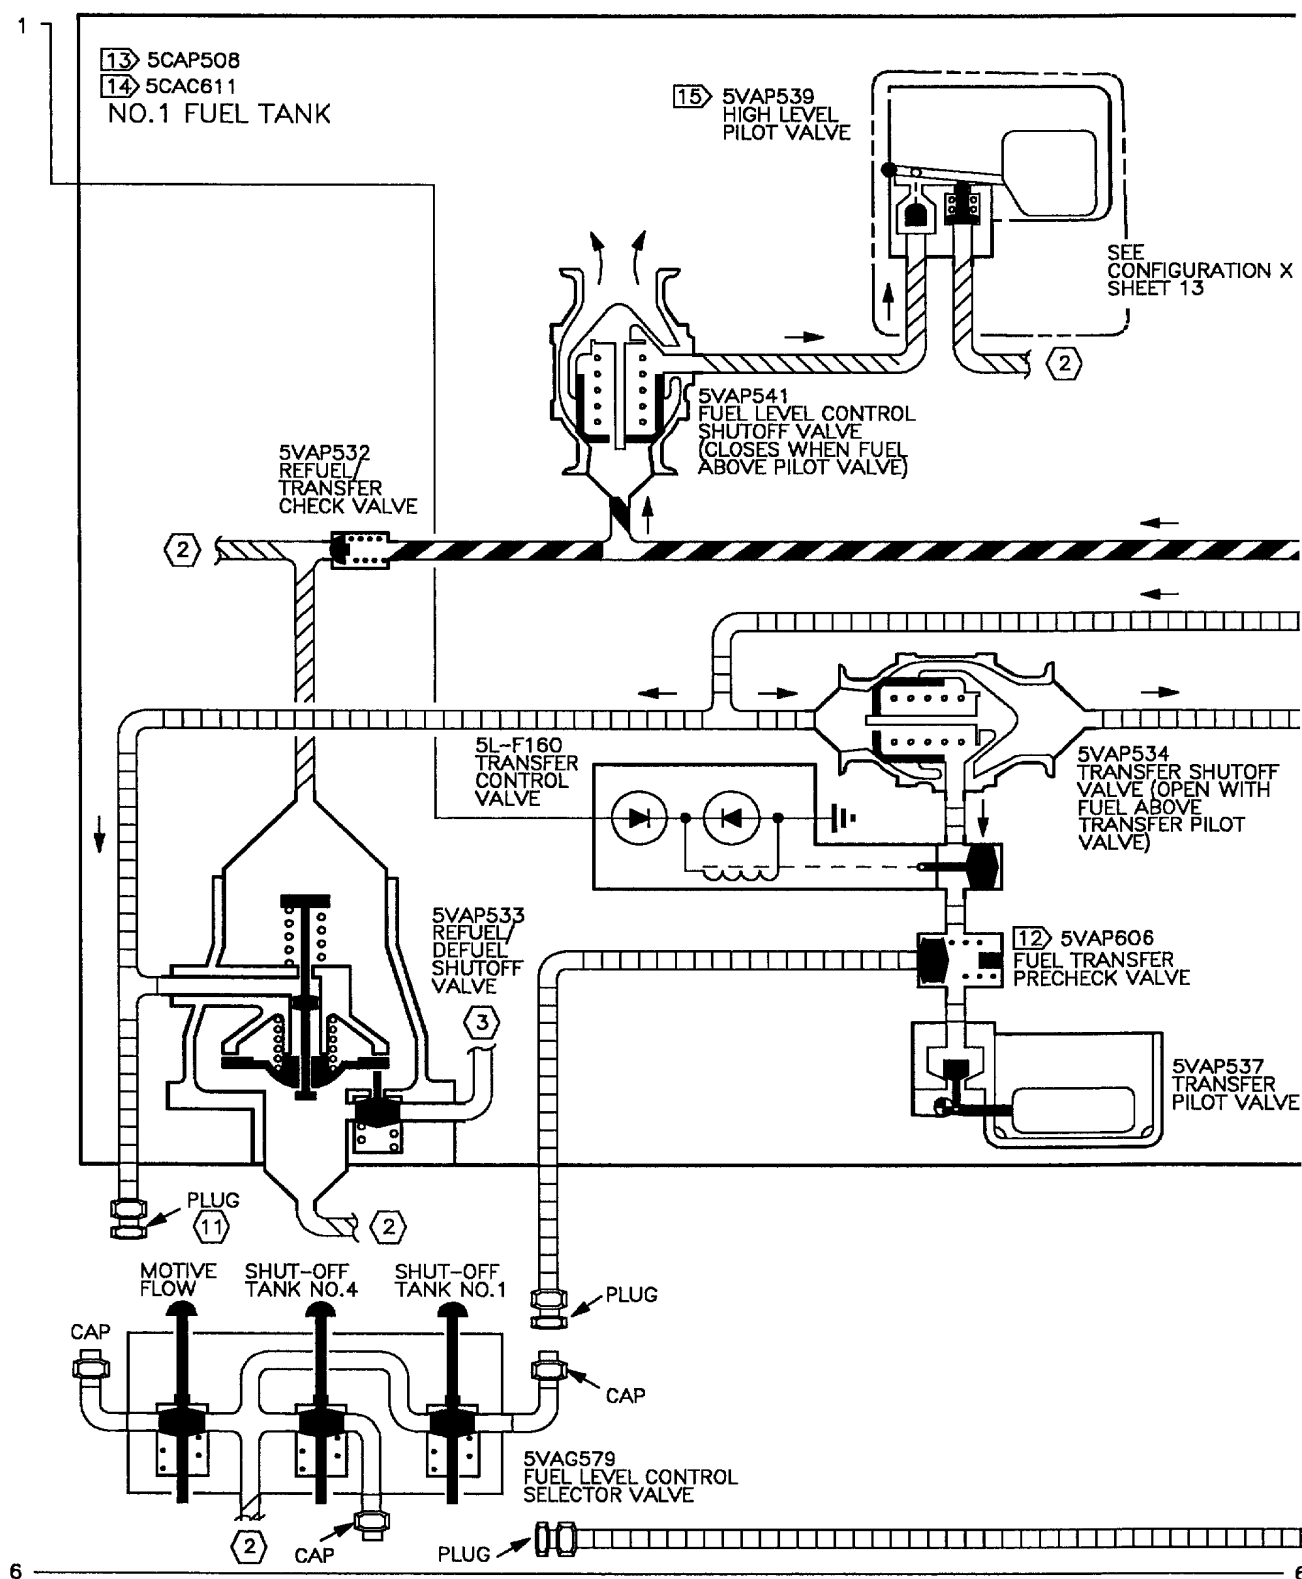 1
13 5CAP508
14 5CAC611
NO.1 FUEL TANK
15 5VAP539
HIGH LEVEL
PILOT VALVE
SEE
CONFIGURATION X
SHEET 13
2
5VAP541
FUEL LEVEL CONTROL
SHUTOFF VALVE
(CLOSES WHEN FUEL
ABOVE PILOT VALVE)
5VAP532
REFUEL/
TRANSFER
CHECK VALVE
2
5L-F160
TRANSFER
CONTROL
VALVE
5VAP534
TRANSFER SHUTOFF
VALVE (OPEN WITH
FUEL ABOVE
TRANSFER PILOT
VALVE)
5VAP533
REFUEL/
DEFUEL
SHUTOFF
VALVE
3
12 5VAP606
FUEL TRANSFER
PRECHECK VALVE
5VAP537
TRANSFER
PILOT VALVE
PLUG
11
2
MOTIVE
FLOW
SHUT-OFF
TANK NO.4
SHUT-OFF
TANK NO.1
PLUG
CAP
CAP
5VAG579
FUEL LEVEL CONTROL
SELECTOR VALVE
2
CAP
PLUG
6
6